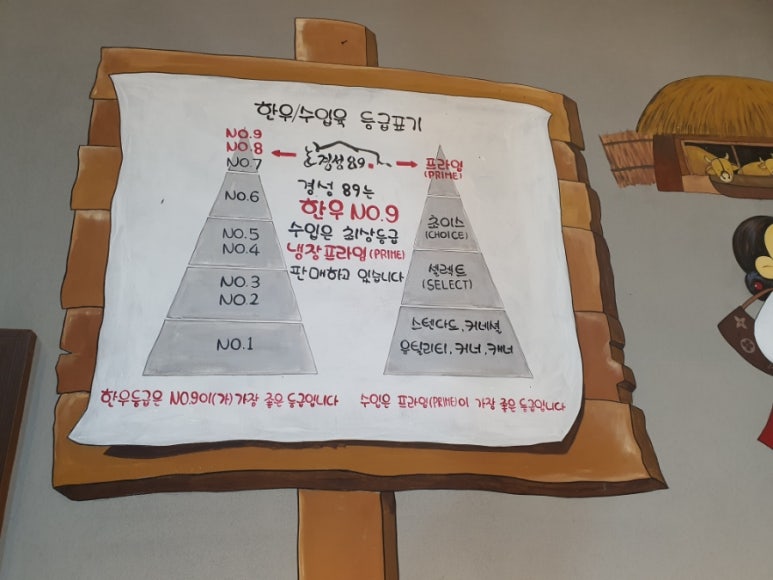 한우/수입육 등급표기
NO.9
NO.8
NO.7
NO.6
NO.5
NO.4
NO.3
NO.2
NO.1
경성89.
경성 89는
한우 NO.9
수입은 최상등급
냉장프라임(PRIME)
판매하고 있습니다
프라임
(PRIME)
초이스
(CHOICE)
셀렉트
(SELECT)
스텐다드, 커머셜,
유틸리티, 커너, 캐너
한우등급은 NO.9이(가) 가장 좋은 등급입니다
수입은 프라임(PRIME)이 가장 좋은 등급입니다